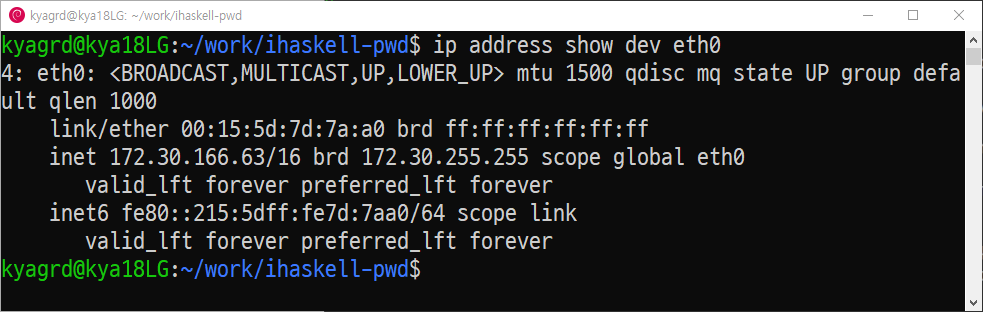 kyagrd@kya18LG: ~/work/ihaskell-pwd
kyagrd@kya18LG:~/work/ihaskell-pwd$ ip address show dev eth0
4: eth0: <BROADCAST,MULTICAST,UP,LOWER_UP> mtu 1500 qdisc mq state UP group defa
ult qlen 1000
    link/ether 00:15:5d:7d:7a:a0 brd ff:ff:ff:ff:ff:ff
    inet 172.30.166.63/16 brd 172.30.255.255 scope global eth0
       valid_lft forever preferred_lft forever
    inet6 fe80::215:5dff:fe7d:7aa0/64 scope link
       valid_lft forever preferred_lft forever
kyagrd@kya18LG:~/work/ihaskell-pwd$